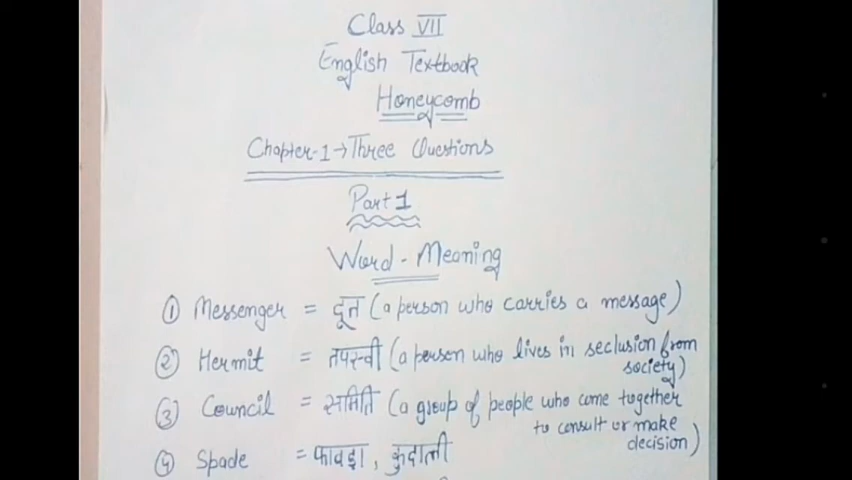 Class VII
English Textbook
Honeycomb
Chapter-1→Three Questions
Part 1
Word - Meaning
① Messenger = दूत (a person who carries a message)
② Hermit = तपस्वी (a person who lives in seclusion from
society)
③ Council = समिति (a group of people who come together
to consult or make
decision)
④ Spade = फावड़ा, कुदाली